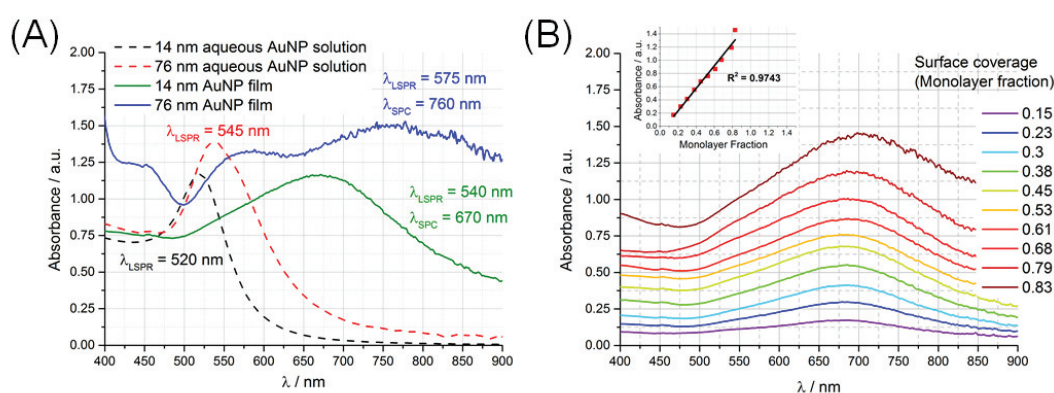 (A)
2.00
1.75
1.50
1.25
1.00
0.75
0.50
0.25
0.00
Absorbance / a.u.
14 nm aqueous AuNP solution
76 nm aqueous AuNP solution
14 nm AuNP film
76 nm AuNP film
λLSPR = 575 nm
λSPC = 760 nm
λLSPR = 545 nm
λLSPR = 540 nm
λSPC = 670 nm
λLSPR = 520 nm
400 450 500 550 600 650 700 750 800 850 900
λ / nm
(B)
2.00
1.75
1.50
1.25
1.00
0.75
0.50
0.25
0.00
Absorbance / a.u.
1.4
1.2
1.0
0.8
0.6
0.4
0.2
0.0
Absorbance / a.u.
R² = 0.9743
0.0 0.2 0.4 0.6 0.8 1.0 1.2 1.4
Monolayer Fraction
Surface coverage
(Monolayer fraction)
0.15
0.23
0.3
0.38
0.45
0.53
0.61
0.68
0.79
0.83
400 450 500 550 600 650 700 750 800 850 900
λ / nm